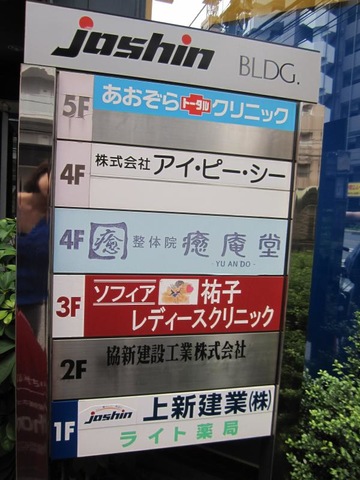 joshin BLDG.
5F あおぞら トータル クリニック
4F 株式会社 アイ・ピー・シー
4F 癒 整体院 癒庵堂
- YU AN DO -
3F ソフィア 祐子
レディースクリニック
2F 協新建設工業株式会社
1F joshin 上新建業(株)
ライト薬局